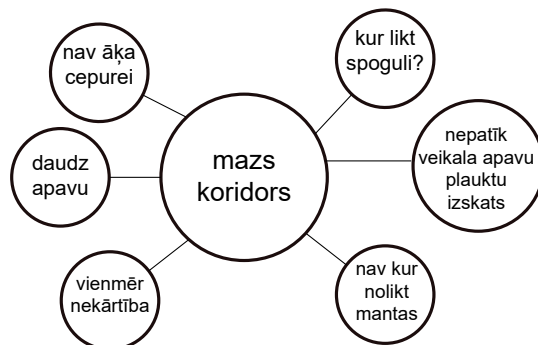 nav āķa
cepurei
kur likt
spoguli?
mazs
koridors
daudz
apavu
nepatīk
veikala apavu
plauktu
izskats
vienmēr
nekārtība
nav kur
nolikt
mantas